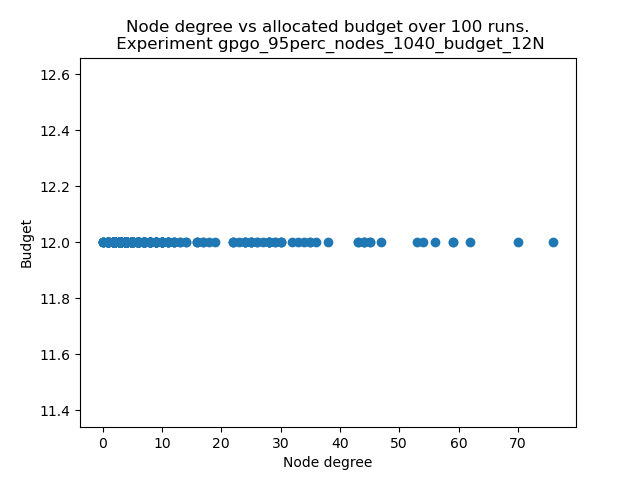 Node degree vs allocated budget over 100 runs.
Experiment gpgo_95perc_nodes_1040_budget_12N
12.6
12.4
12.2
12.0
11.8
11.6
11.4
Budget
0 10 20 30 40 50 60 70
Node degree